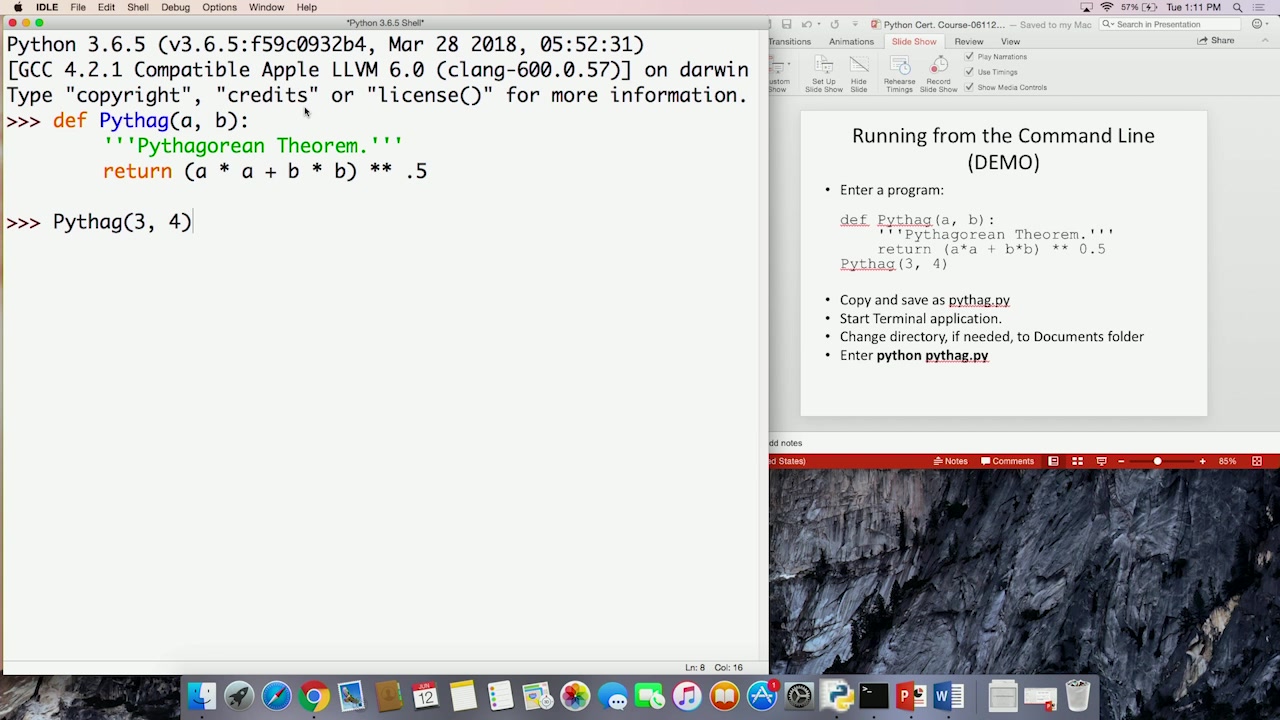 IDLE File Edit Shell Debug Options Window Help
57% Tue 1:11 PM
*Python 3.6.5 Shell*
Python 3.6.5 (v3.6.5:f59c0932b4, Mar 28 2018, 05:52:31)
[GCC 4.2.1 Compatible Apple LLVM 6.0 (clang-600.0.57)] on darwin
Type "copyright", "credits" or "license()" for more information.
>>> def Pythag(a, b):
        '''Pythagorean Theorem.'''
        return (a * a + b * b) ** .5
>>> Pythag(3, 4)
Ln: 8 Col: 16
Python Cert. Course-06112... — Saved to my Mac
Search in Presentation
Transitions Animations Slide Show Review View Share
Set Up Slide Show
Hide Slide
Rehearse Timings
Record Slide Show
Play Narrations
Use Timings
Show Media Controls
Running from the Command Line
(DEMO)
• Enter a program:
def Pythag(a, b):
    '''Pythagorean Theorem.'''
    return (a*a + b*b) ** 0.5
Pythag(3, 4)
• Copy and save as pythag.py
• Start Terminal application.
• Change directory, if needed, to Documents folder
• Enter python pythag.py
dd notes
ed States) Notes Comments 85%
JUN
12
1